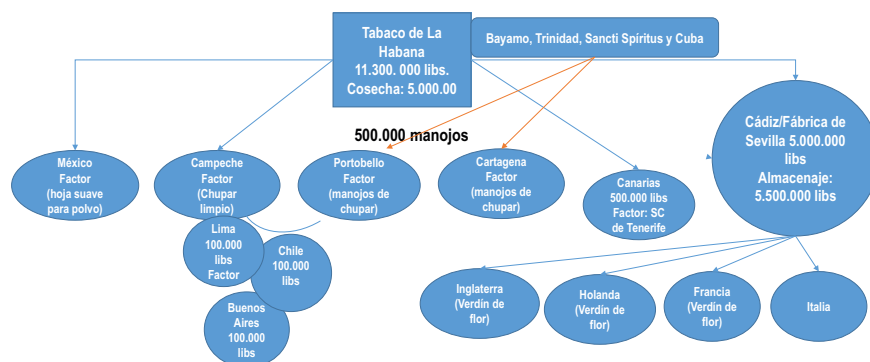 Tabaco de La
Habana
11.300. 000 libs.
Cosecha: 5.000.00
Bayamo, Trinidad, Sancti Spíritus y Cuba
500.000 manojos
México
Factor
(hoja suave
para polvo)
Campeche
Factor
(Chupar
limpio)
Portobello
Factor
(manojos de
chupar)
Cartagena
Factor
(manojos de
chupar)
Canarias
500.000 libs
Factor: SC
de Tenerife
Cádiz/Fábrica de
Sevilla 5.000.000
libs
Almacenaje:
5.500.000 libs
Lima
100.000
libs
Factor
Chile
100.000
libs
Buenos
Aires
100.000
libs
Inglaterra
(Verdín de
flor)
Holanda
(Verdín de
flor)
Francia
(Verdín de
flor)
Italia